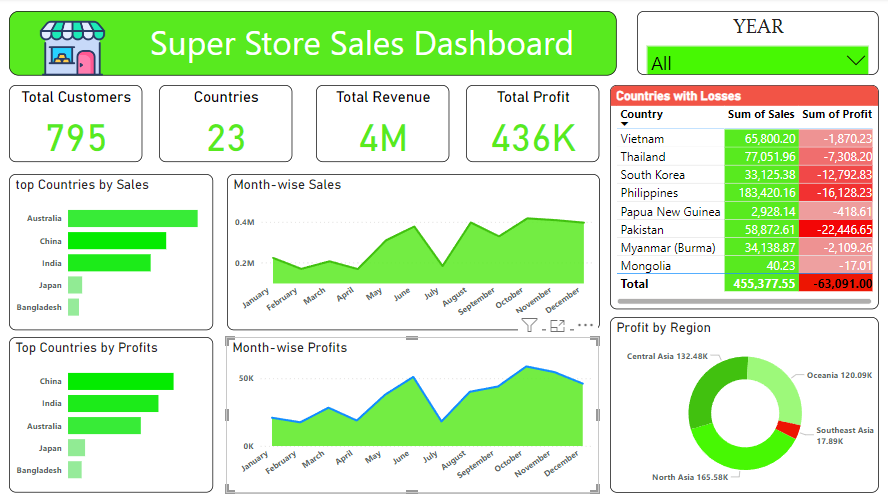 Super Store Sales Dashboard
YEAR
All
Total Customers
795
Countries
23
Total Revenue
4M
Total Profit
436K
Countries with Losses
Country Sum of Sales Sum of Profit
Vietnam 65,800.20 -1,870.23
Thailand 77,051.96 -7,308.20
South Korea 33,125.38 -12,792.83
Philippines 183,420.16 -16,128.23
Papua New Guinea 2,928.14 -418.61
Pakistan 58,872.61 -22,446.65
Myanmar (Burma) 34,138.87 -2,109.26
Mongolia 40.23 -17.01
Total 455,377.55 -63,091.00
top Countries by Sales
Australia
China
India
Japan
Bangladesh
Month-wise Sales
0.4M
0.2M
January February March April May June July August September October November December
Top Countries by Profits
China
India
Australia
Japan
Bangladesh
Month-wise Profits
50K
0K
January February March April May June July August September October November December
Profit by Region
Central Asia 132.48K
Oceania 120.09K
Southeast Asia
17.89K
North Asia 165.58K